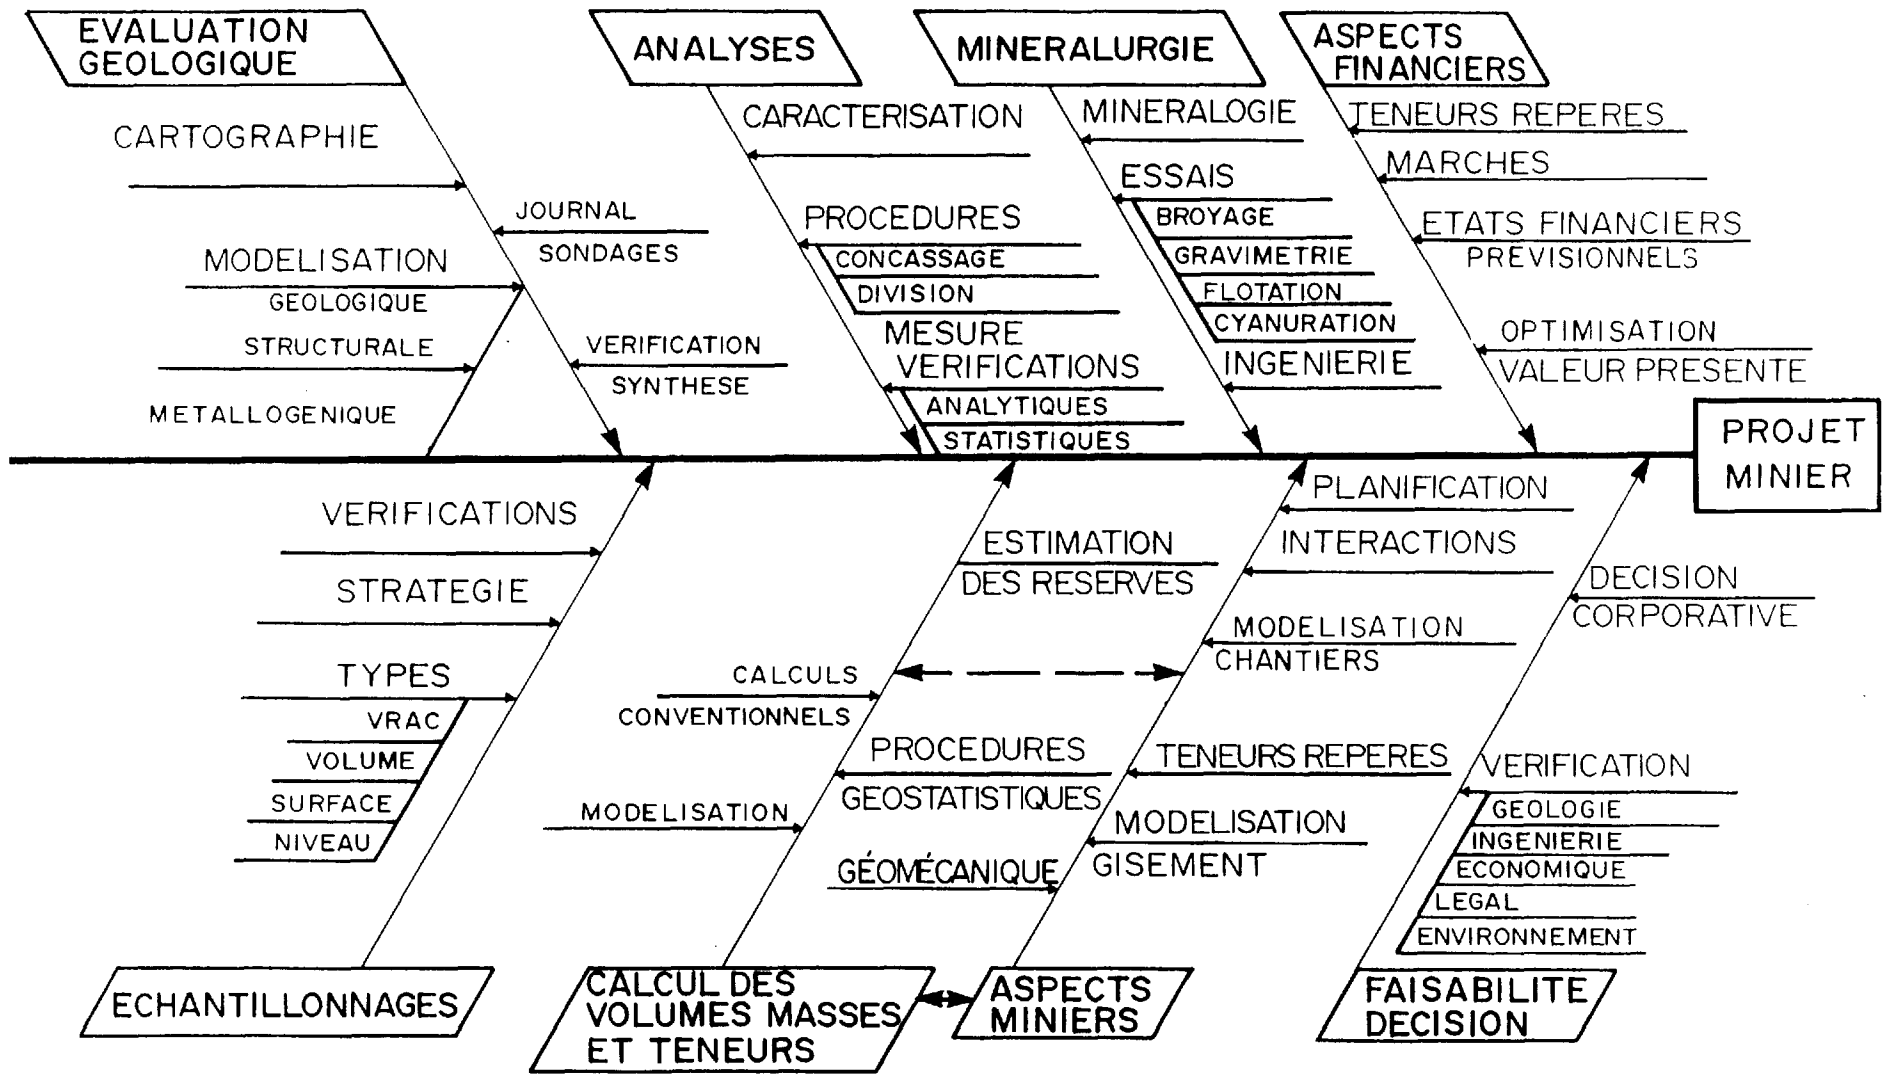 EVALUATION
GEOLOGIQUE
CARTOGRAPHIE
JOURNAL
SONDAGES
MODELISATION
GEOLOGIQUE
STRUCTURALE
METALLOGENIQUE
VERIFICATION
SYNTHESE
ANALYSES
CARACTERISATION
PROCEDURES
CONCASSAGE
DIVISION
MESURE
VERIFICATIONS
ANALYTIQUES
STATISTIQUES
MINERALURGIE
MINERALOGIE
ESSAIS
BROYAGE
GRAVIMETRIE
FLOTATION
CYANURATION
INGENIERIE
ASPECTS
FINANCIERS
TENEURS REPERES
MARCHES
ETATS FINANCIERS
PREVISIONNELS
OPTIMISATION
VALEUR PRESENTE
PROJET
MINIER
VERIFICATIONS
STRATEGIE
TYPES
VRAC
VOLUME
SURFACE
NIVEAU
ECHANTILLONNAGES
ESTIMATION
DES RESERVES
CALCULS
CONVENTIONNELS
PROCEDURES
GEOSTATISTIQUES
MODELISATION
CALCUL DES
VOLUMES MASSES
ET TENEURS
PLANIFICATION
INTERACTIONS
MODELISATION
CHANTIERS
TENEURS REPERES
MODELISATION
GISEMENT
GÉOMÉCANIQUE
ASPECTS
MINIERS
DECISION
CORPORATIVE
VERIFICATION
GEOLOGIE
INGENIERIE
ECONOMIQUE
LEGAL
ENVIRONNEMENT
FAISABILITE
DECISION